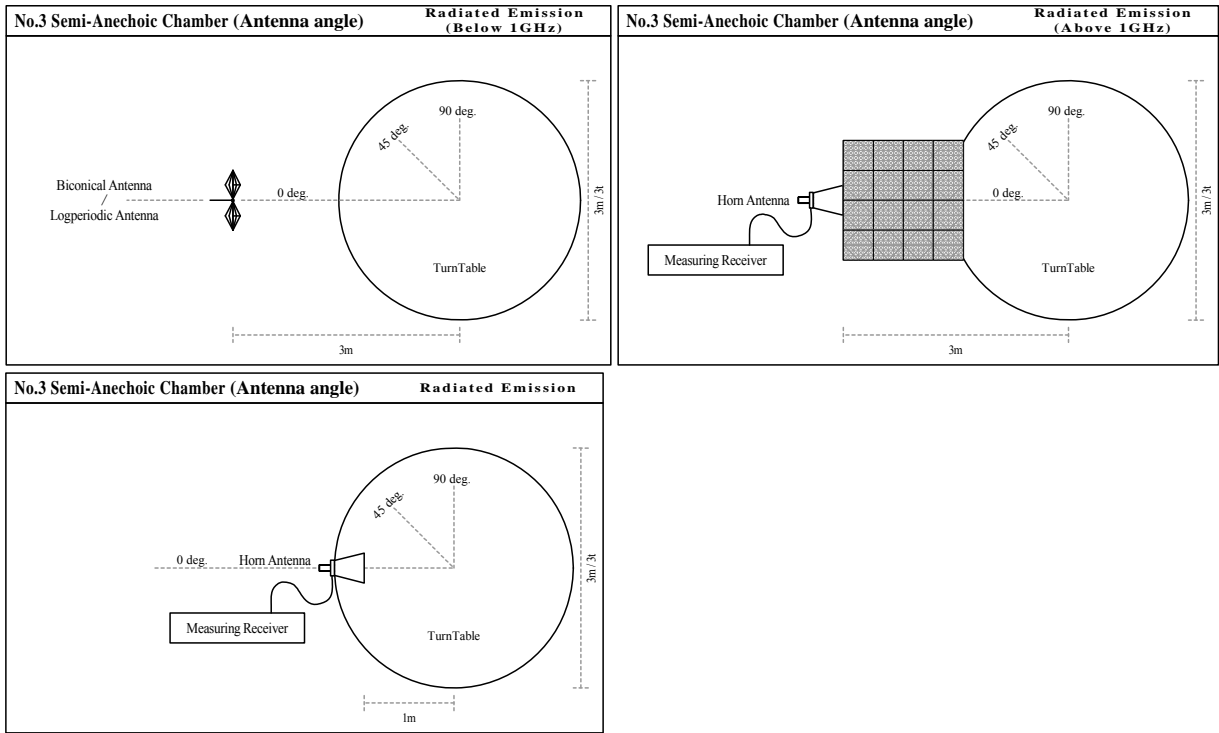 No.3 Semi-Anechoic Chamber (Antenna angle)
Radiated Emission
(Below 1GHz)
90 deg.
45 deg.
Biconical Antenna
/
Logperiodic Antenna
0 deg.
3m / 3t
TurnTable
3m
No.3 Semi-Anechoic Chamber (Antenna angle)
Radiated Emission
(Above 1GHz)
90 deg.
45 deg.
0 deg.
Horn Antenna
3m / 3t
Measuring Receiver
TurnTable
3m
No.3 Semi-Anechoic Chamber (Antenna angle)
Radiated Emission
90 deg.
45 deg.
0 deg.
Horn Antenna
3m / 3t
Measuring Receiver
TurnTable
1m